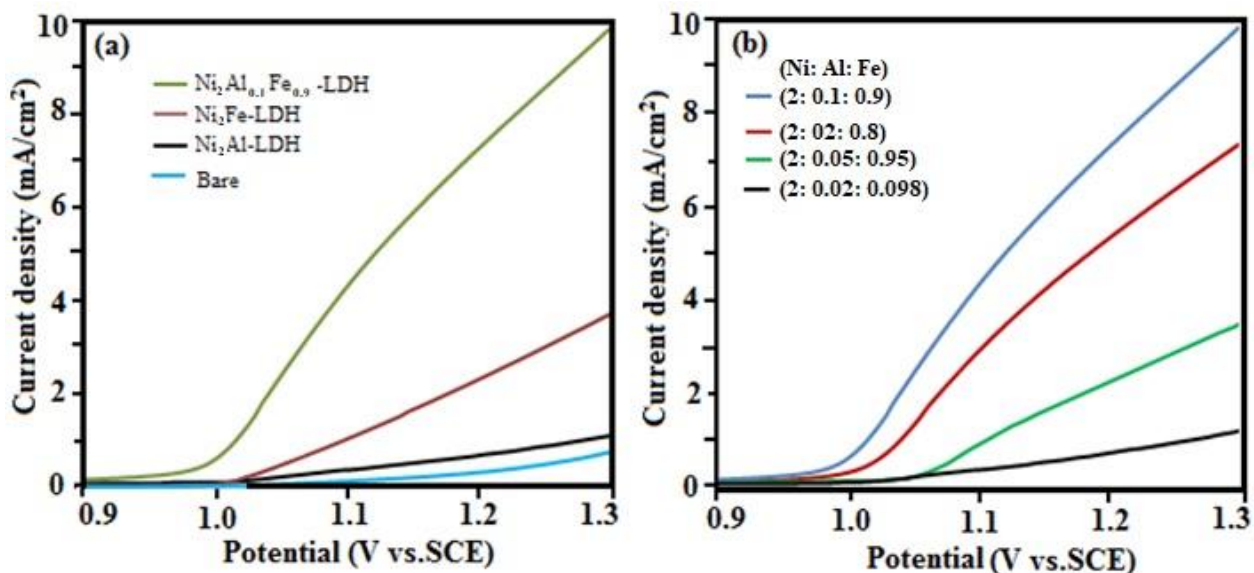 (a)
Ni₂Al₀.₁Fe₀.₉ -LDH
Ni₂Fe-LDH
Ni₂Al-LDH
Bare
10
8
6
4
2
0
0.9 1.0 1.1 1.2 1.3
Current density (mA/cm²)
Potential (V vs.SCE)
(b)
(Ni: Al: Fe)
(2: 0.1: 0.9)
(2: 02: 0.8)
(2: 0.05: 0.95)
(2: 0.02: 0.098)
10
8
6
4
2
0
0.9 1.0 1.1 1.2 1.3
Current density (mA/cm²)
Potential (V vs.SCE)